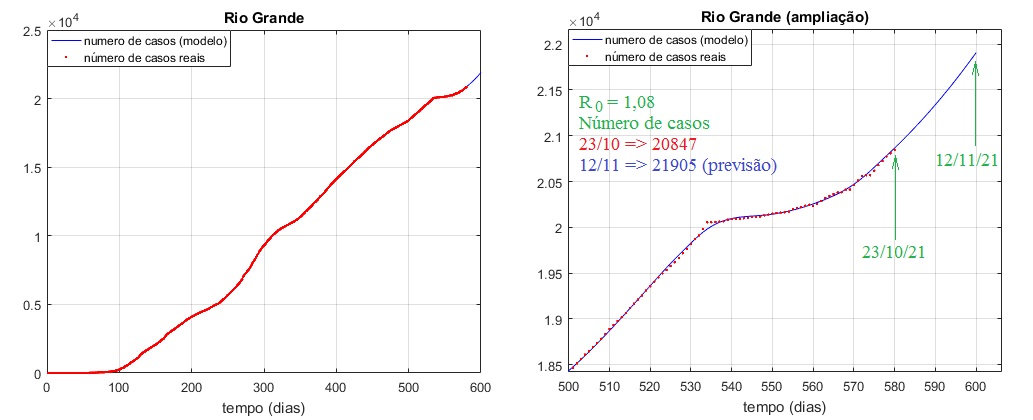 Rio Grande
×10⁴
numero de casos (modelo)
número de casos reais
2.5
2
1.5
1
0.5
0
0 100 200 300 400 500 600
tempo (dias)
Rio Grande (ampliação)
×10⁴
numero de casos (modelo)
número de casos reais
R₀ = 1,08
Número de casos
23/10 => 20847
12/11 => 21905 (previsão)
12/11/21
23/10/21
2.2
2.15
2.1
2.05
2
1.95
1.9
1.85
500 510 520 530 540 550 560 570 580 590 600
tempo (dias)